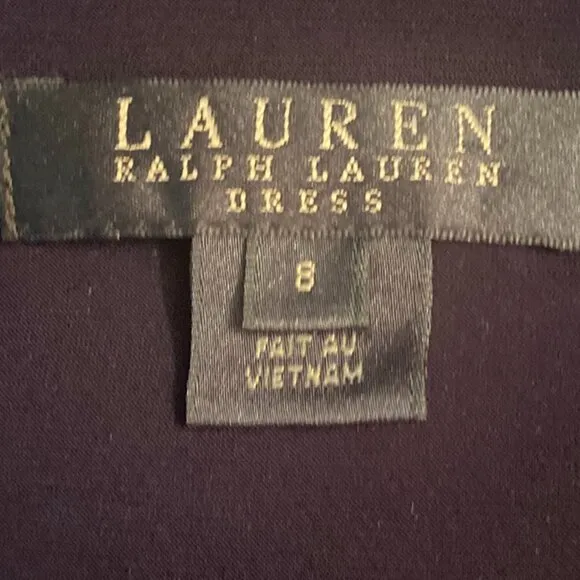 LAUREN
RALPH LAUREN
DRESS
8
FAIT AU
VIETNAM